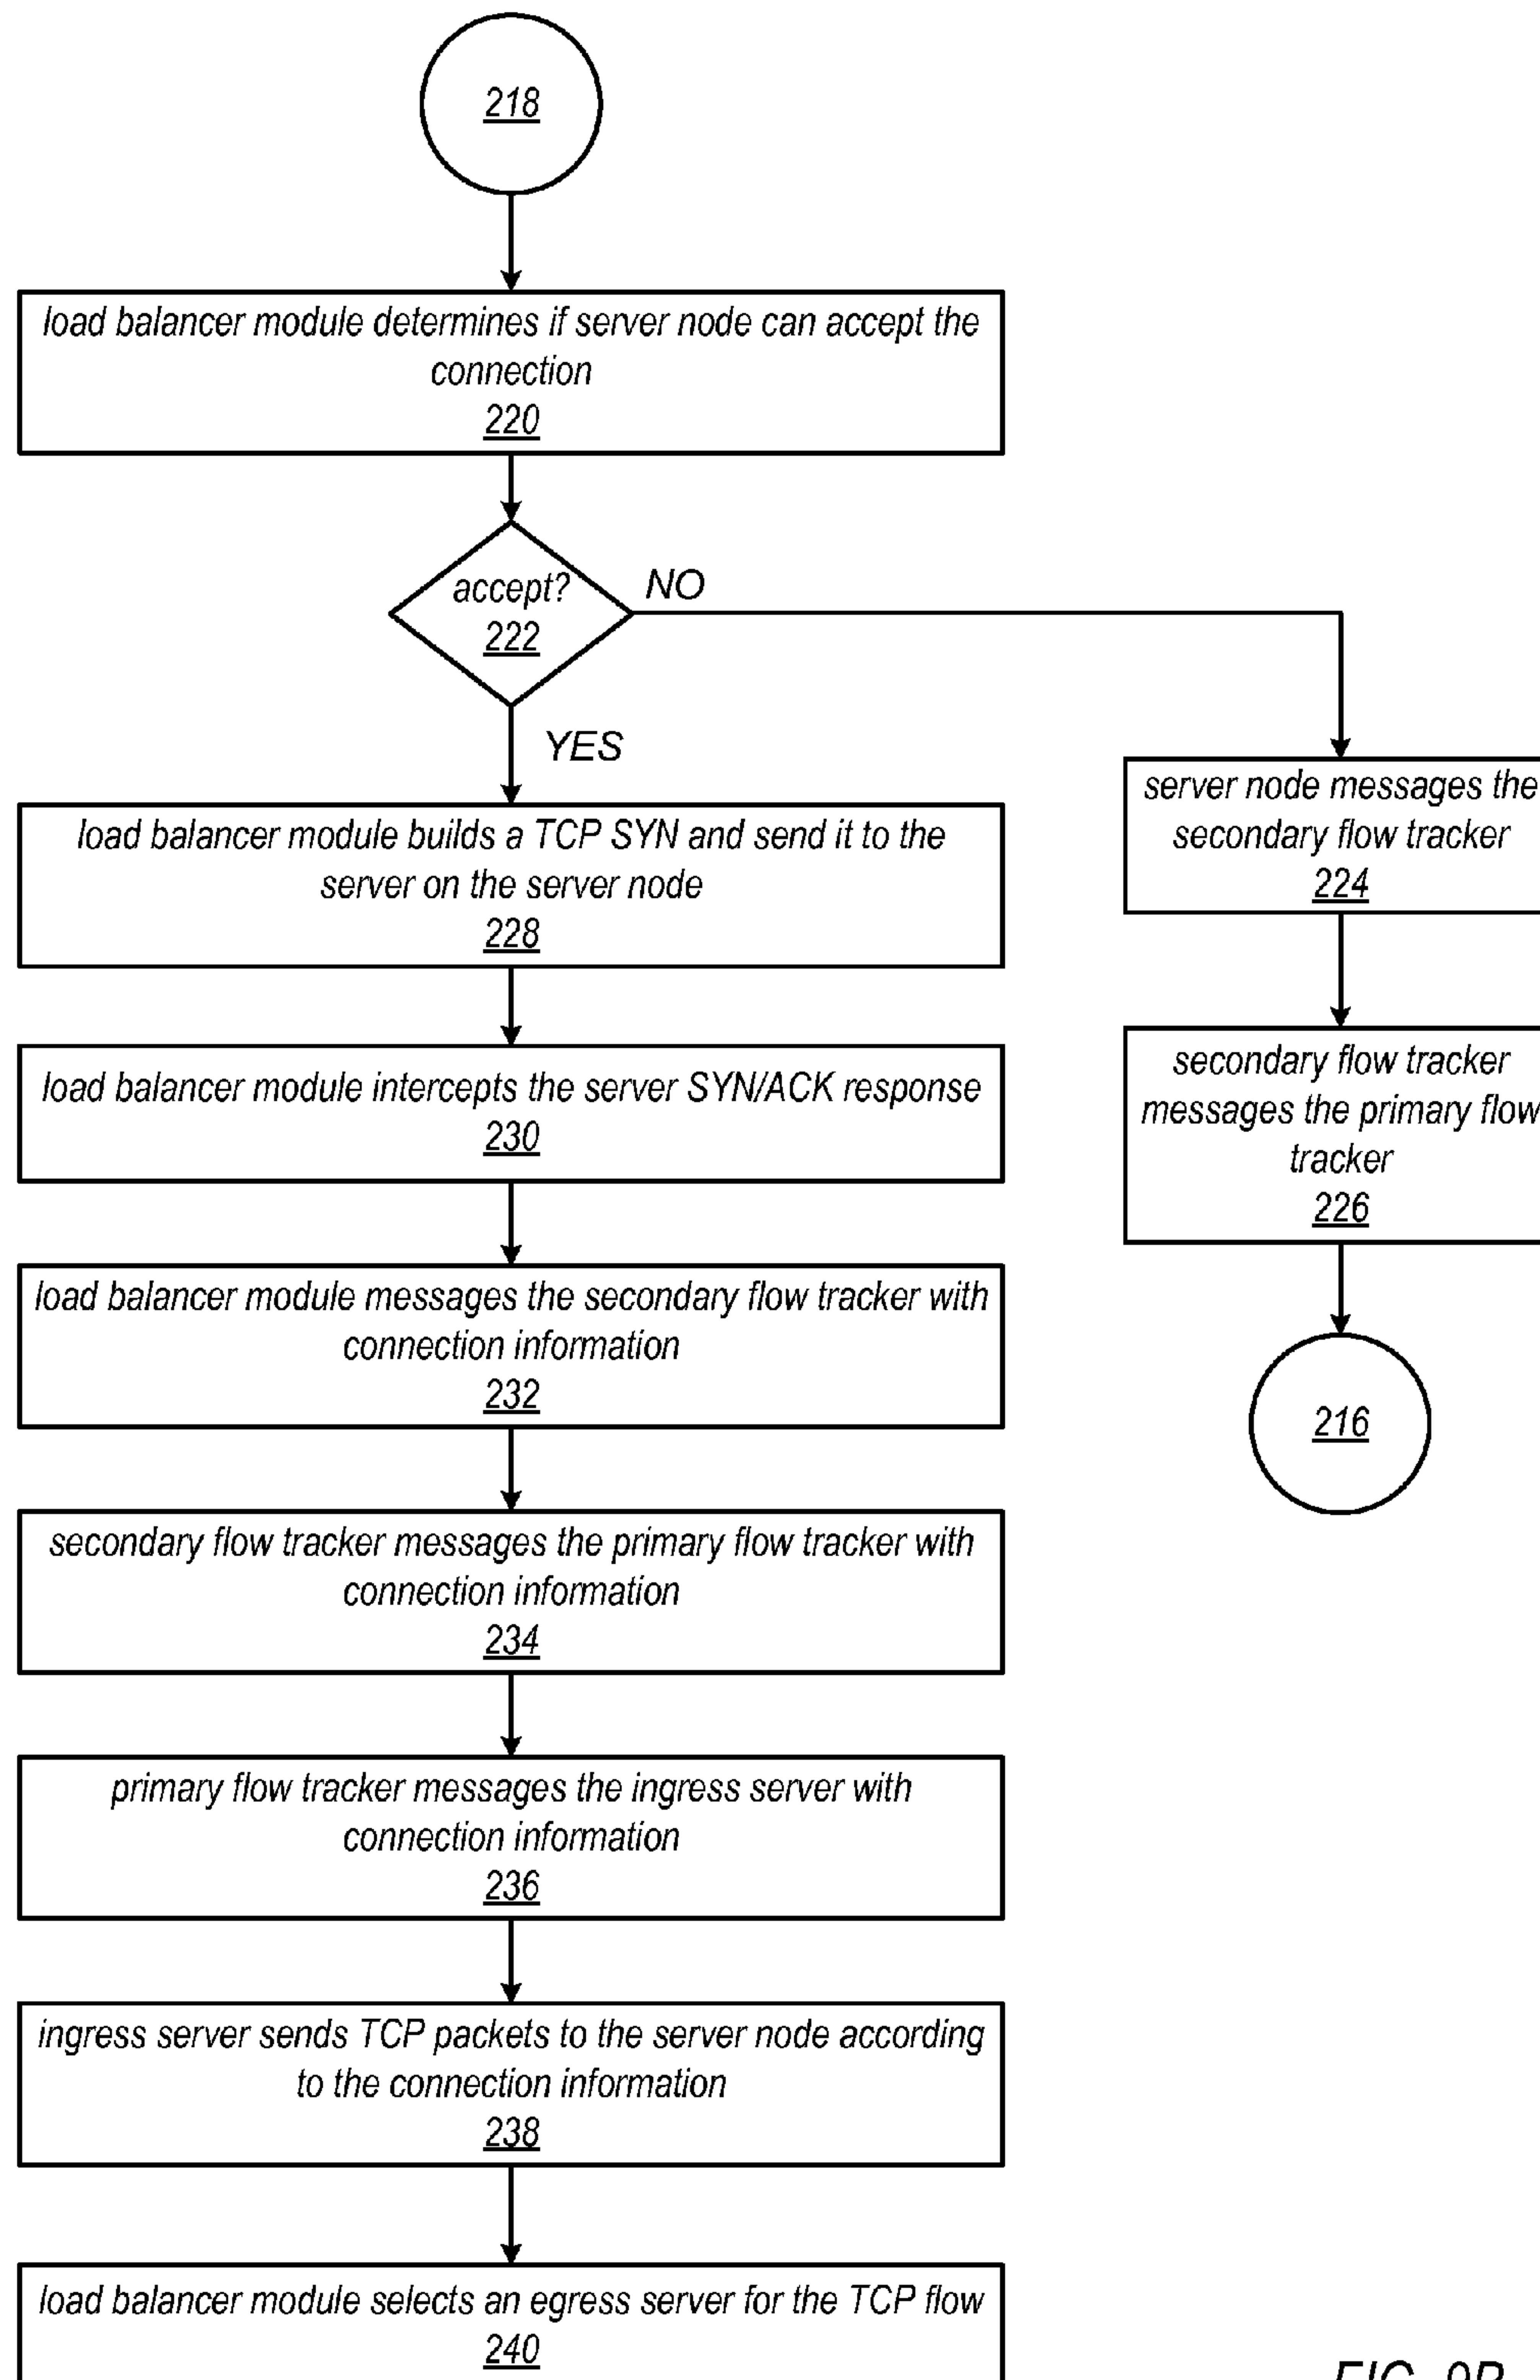 218
load balancer module determines if server node can accept the
connection
220
accept?
222
NO
YES
server node messages the
secondary flow tracker
224
load balancer module builds a TCP SYN and send it to the
server on the server node
228
secondary flow tracker
messages the primary flow
tracker
226
load balancer module intercepts the server SYN/ACK response
230
216
load balancer module messages the secondary flow tracker with
connection information
232
secondary flow tracker messages the primary flow tracker with
connection information
234
primary flow tracker messages the ingress server with
connection information
236
ingress server sends TCP packets to the server node according
to the connection information
238
load balancer module selects an egress server for the TCP flow
240
FIG. 9B